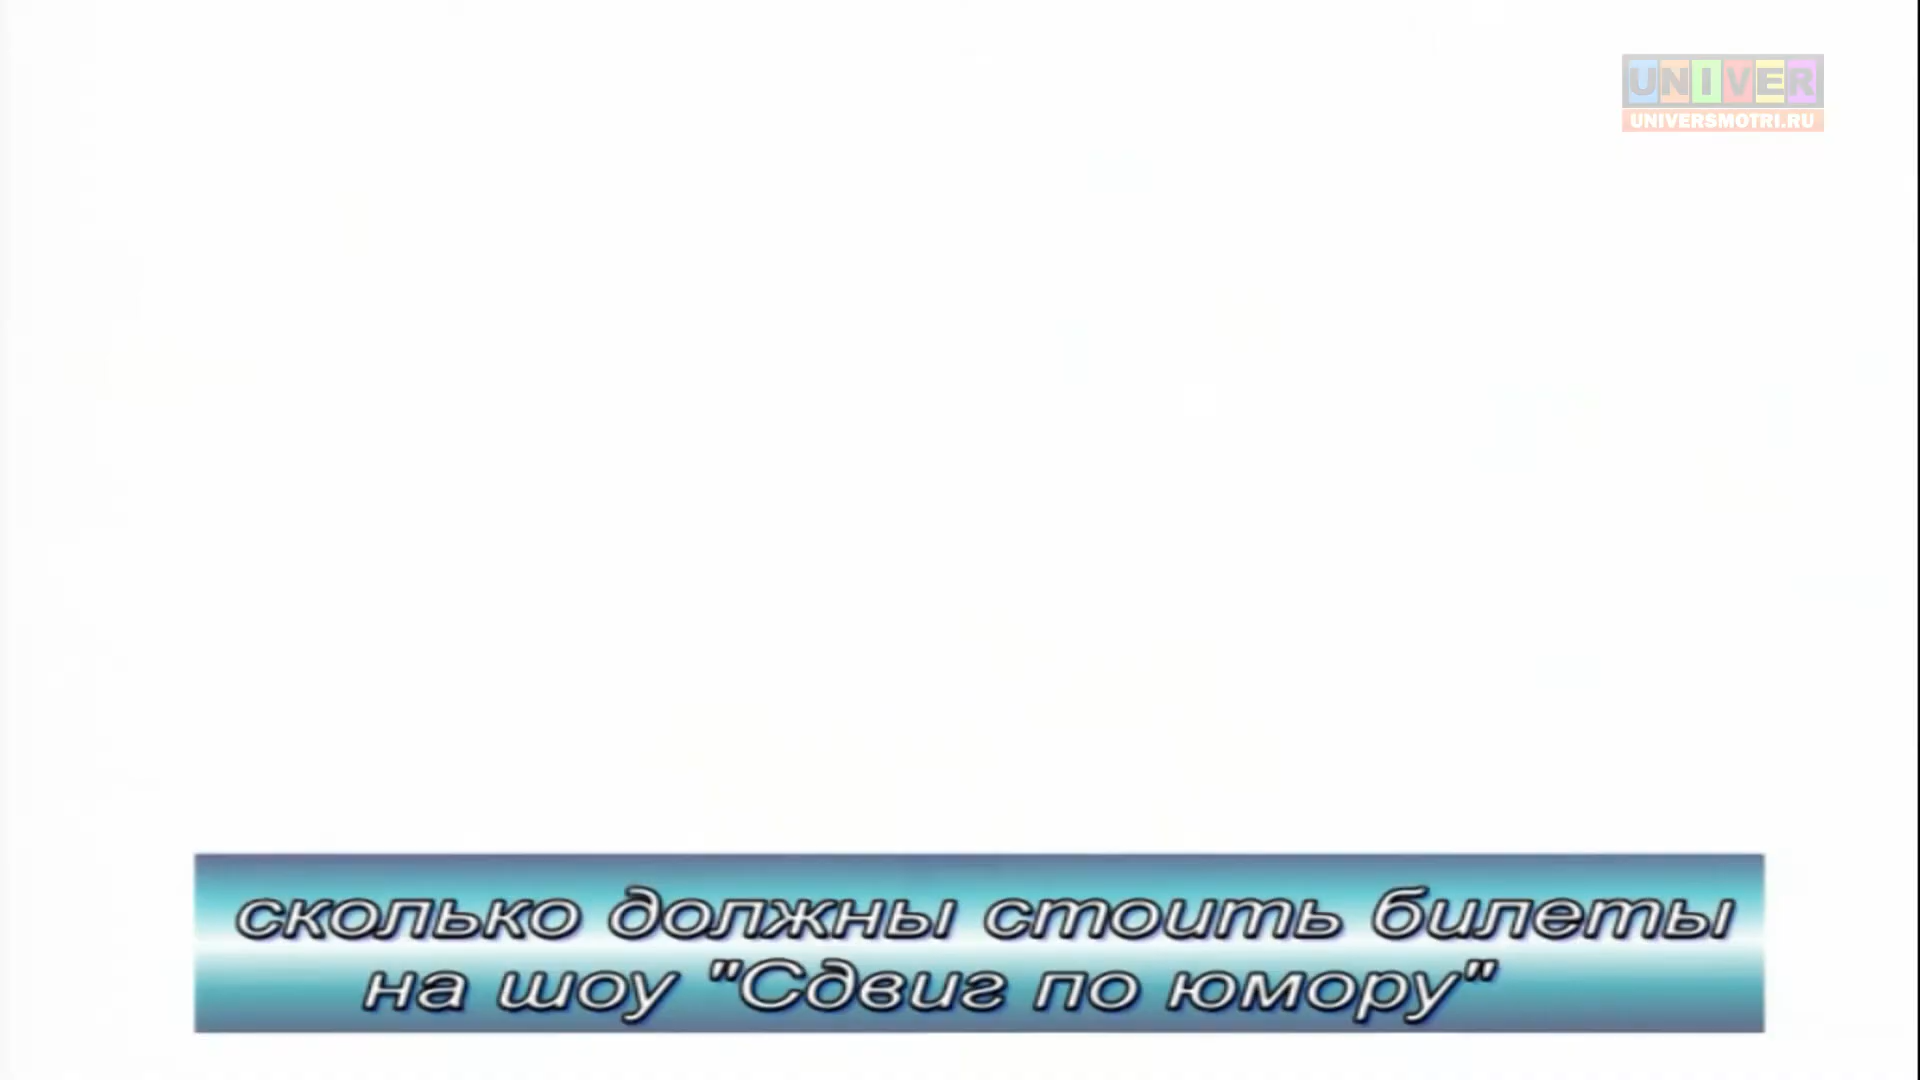 UNIVER
UNIVERSMOTRI.RU
сколько должны стоить билеты
на шоу "Сдвиг по юмору"